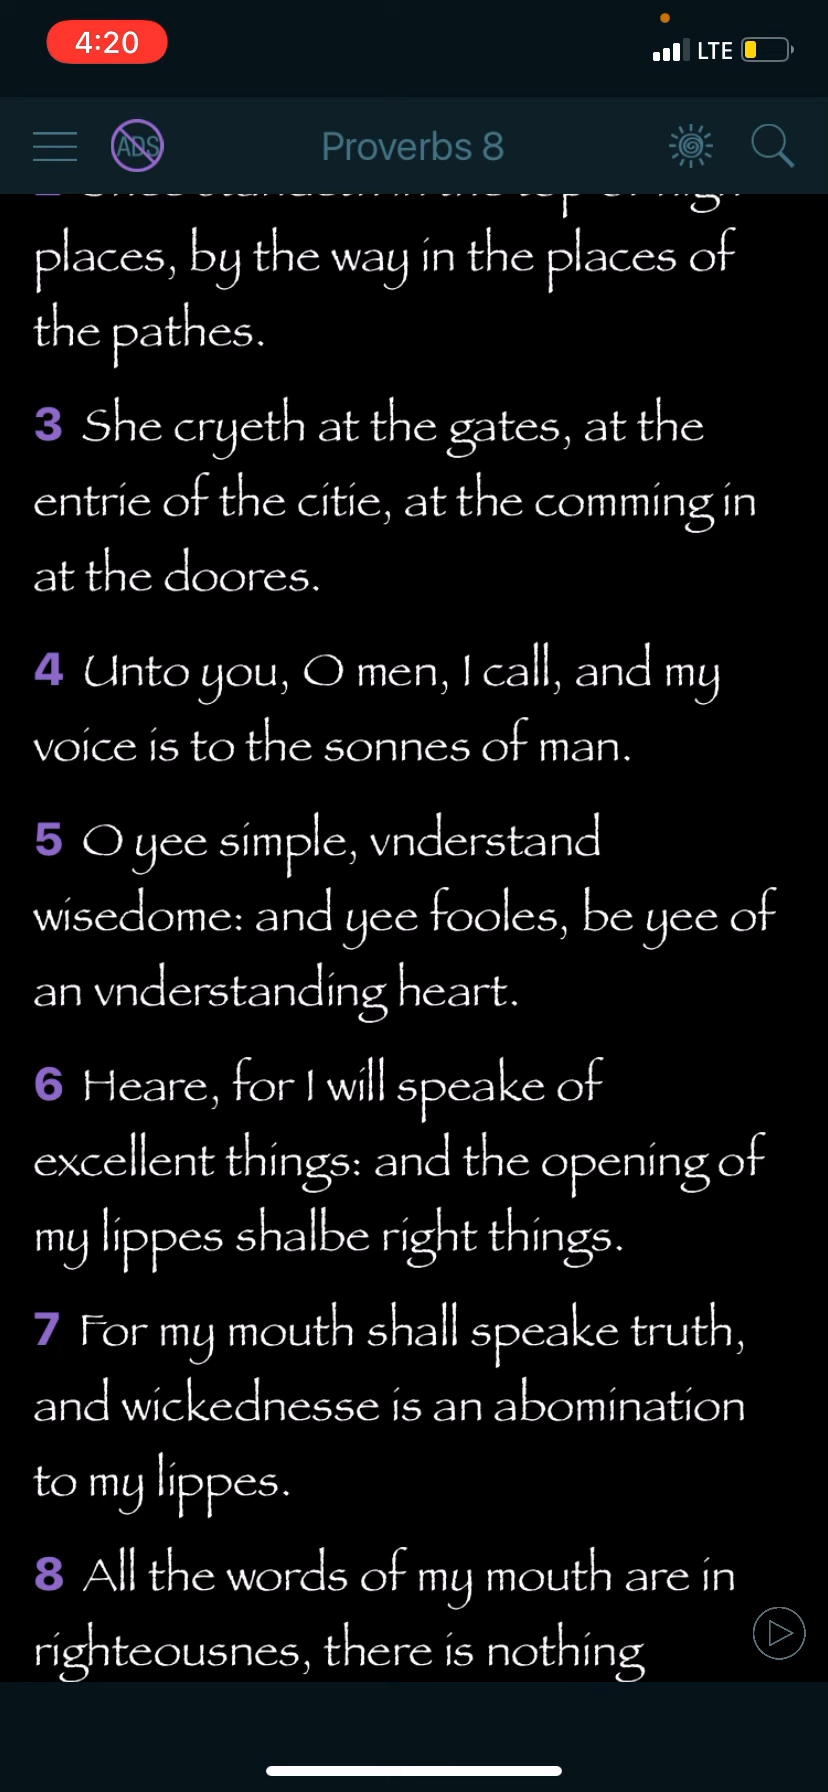 4:20
LTE
ADS
Proverbs 8
places, by the way in the places of
the pathes.
3 She cryeth at the gates, at the
entrie of the citie, at the comming in
at the doores.
4 Unto you, O men, I call, and my
voice is to the sonnes of man.
5 O yee simple, vnderstand
wisedome: and yee fooles, be yee of
an vnderstanding heart.
6 Heare, for I will speake of
excellent things: and the opening of
my lippes shalbe right things.
7 For my mouth shall speake truth,
and wickednesse is an abomination
to my lippes.
8 All the words of my mouth are in
righteousnes, there is nothing